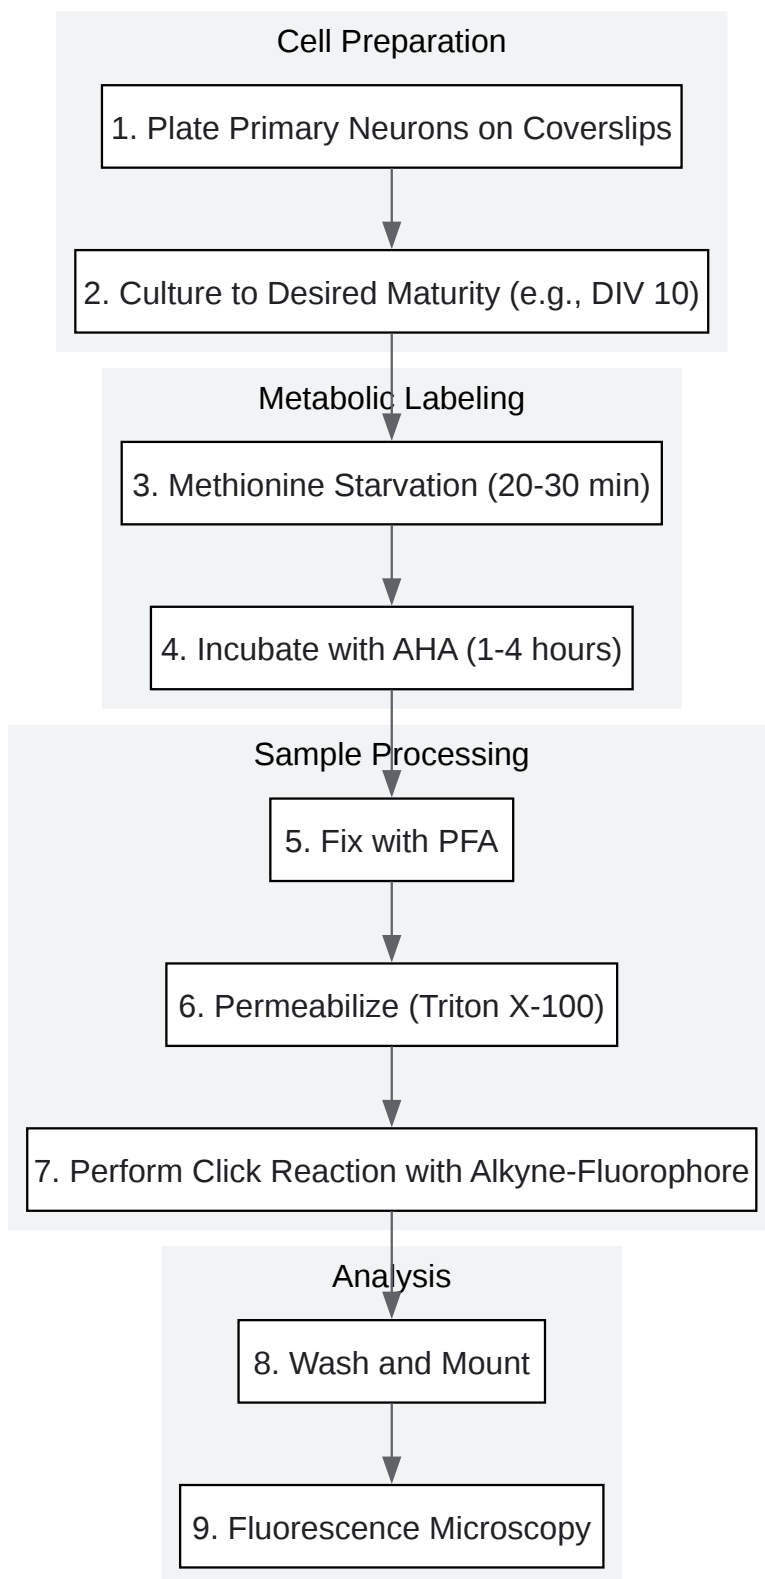 Cell Preparation
1. Plate Primary Neurons on Coverslips
2. Culture to Desired Maturity (e.g., DIV 10)
Metabolic Labeling
3. Methionine Starvation (20-30 min)
4. Incubate with AHA (1-4 hours)
Sample Processing
5. Fix with PFA
6. Permeabilize (Triton X-100)
7. Perform Click Reaction with Alkyne-Fluorophore
Analysis
8. Wash and Mount
9. Fluorescence Microscopy